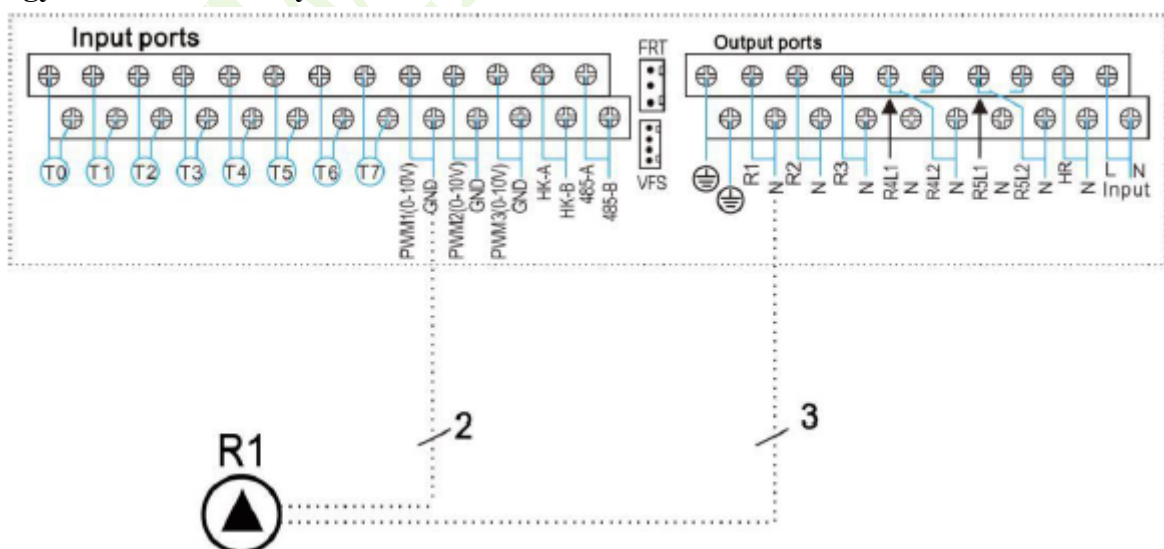 Input ports
FRT
Output ports
T0 T1 T2 T3 T4 T5 T6 T7
PWM1(0-10V)
GND
PWM2(0-10V)
GND
PWM3(0-10V)
GND
HK-A
HK-B
485-A
485-B
VFS
R1
N
R2
N
R3
N
R4L1
N
R4L2
N
R5L1
N
R5L2
N
HR
N
L N
Input
2
3
R1